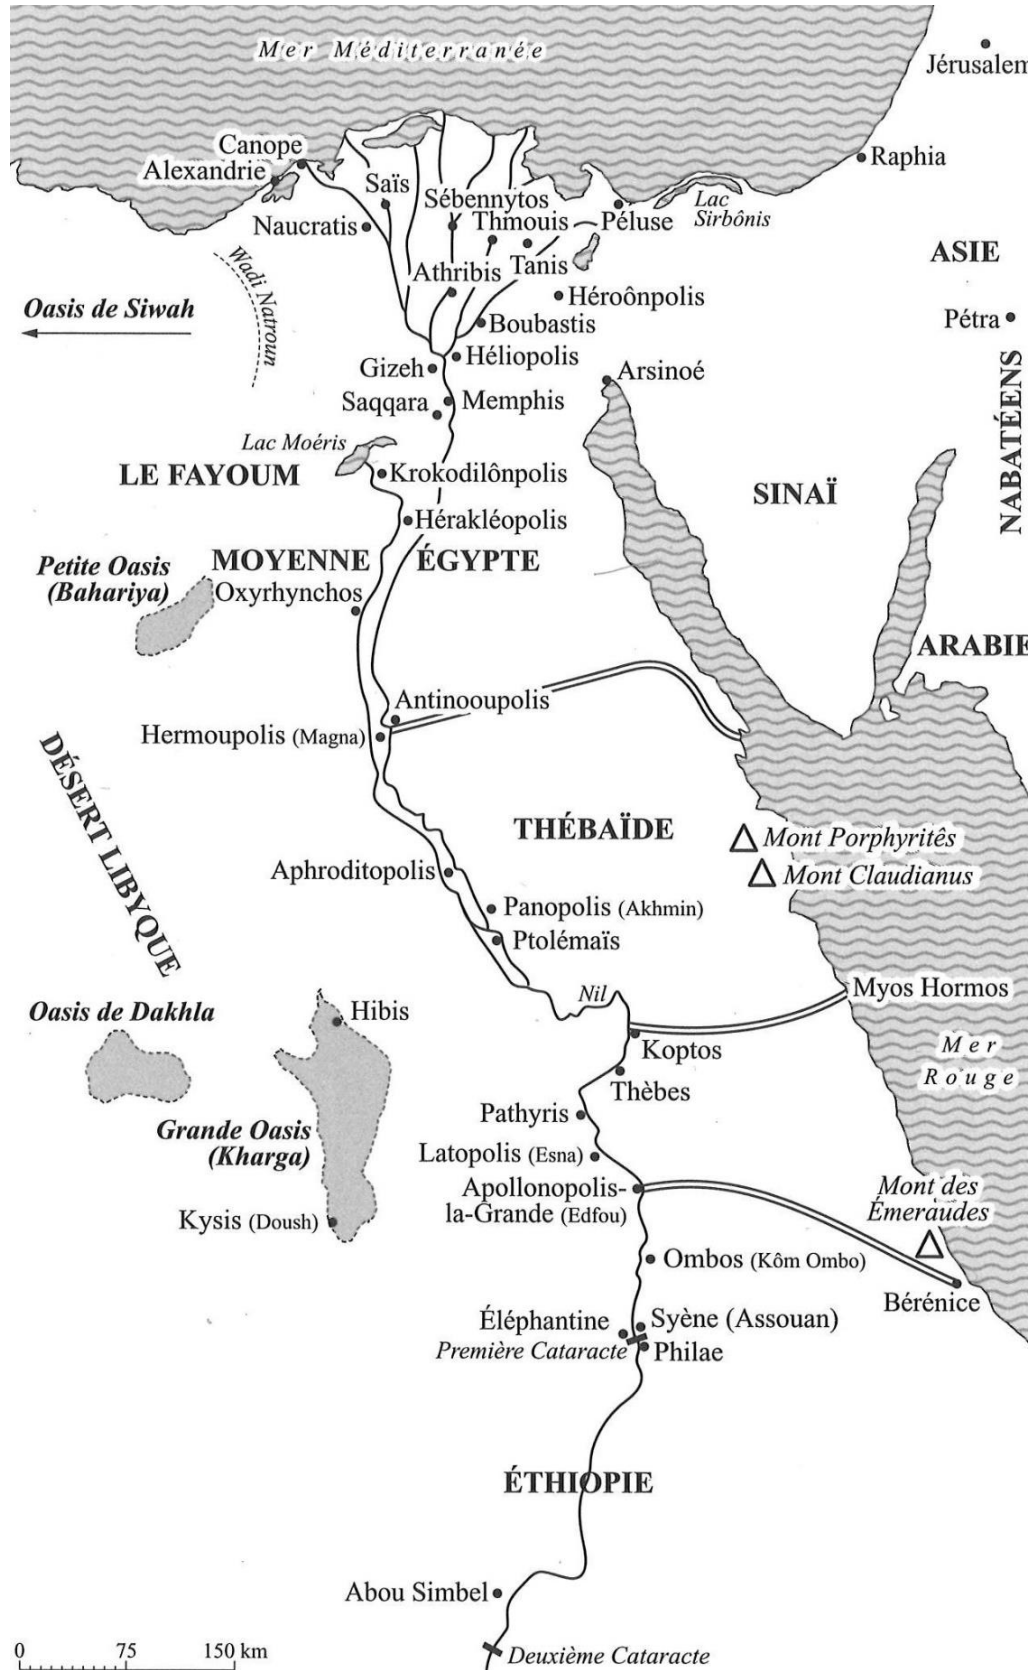 Mer Méditerranée
Jérusalem
Canope
Alexandrie
Raphia
Saïs
Sébennytos
Lac
Sirbônis
Naucratis
Thmouis
Péluse
Wadi Natroun
Athribis
Tanis
ASIE
Oasis de Siwah
Héroônpolis
Boubastis
Pétra
Gizeh
Héliopolis
Arsinoé
Saqqara
Memphis
NABATÉENS
Lac Moéris
LE FAYOUM
Krokodilônpolis
SINAÏ
Hérakléopolis
Petite Oasis
(Bahariya)
MOYENNE ÉGYPTE
Oxyrhynchos
ARABIE
Antinooupolis
Hermoupolis (Magna)
DÉSERT LIBYQUE
THÉBAÏDE
Mont Porphyritês
Mont Claudianus
Aphroditopolis
Panopolis (Akhmin)
Ptolémaïs
Nil
Myos Hormos
Oasis de Dakhla
Hibis
Koptos
Mer
Rouge
Thèbes
Grande Oasis
(Kharga)
Pathyris
Latopolis (Esna)
Apollonopolis-
la-Grande (Edfou)
Mont des
Émeraudes
Kysis (Doush)
Ombos (Kôm Ombo)
Bérénice
Éléphantine
Syène (Assouan)
Première Cataracte
Philae
ÉTHIOPIE
Abou Simbel
0 75 150 km
Deuxième Cataracte